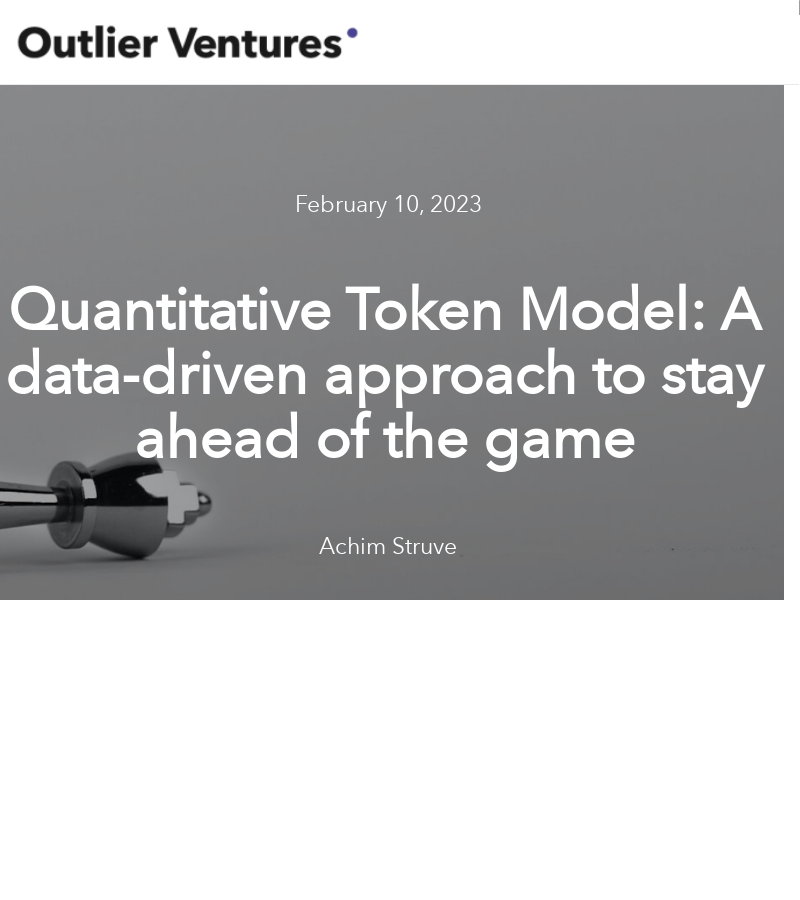 Outlier Ventures
February 10, 2023
Quantitative Token Model: A
data-driven approach to stay
ahead of the game
Achim Struve